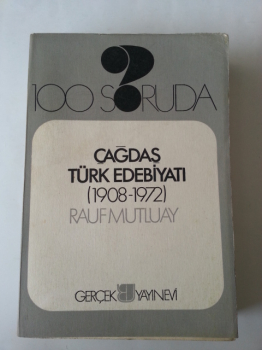 100 SORUDA
ÇAĞDAŞ
TÜRK EDEBİYATI
(1908-1972)
RAUF MUTLUAY
GERÇEK YAYINEVİ